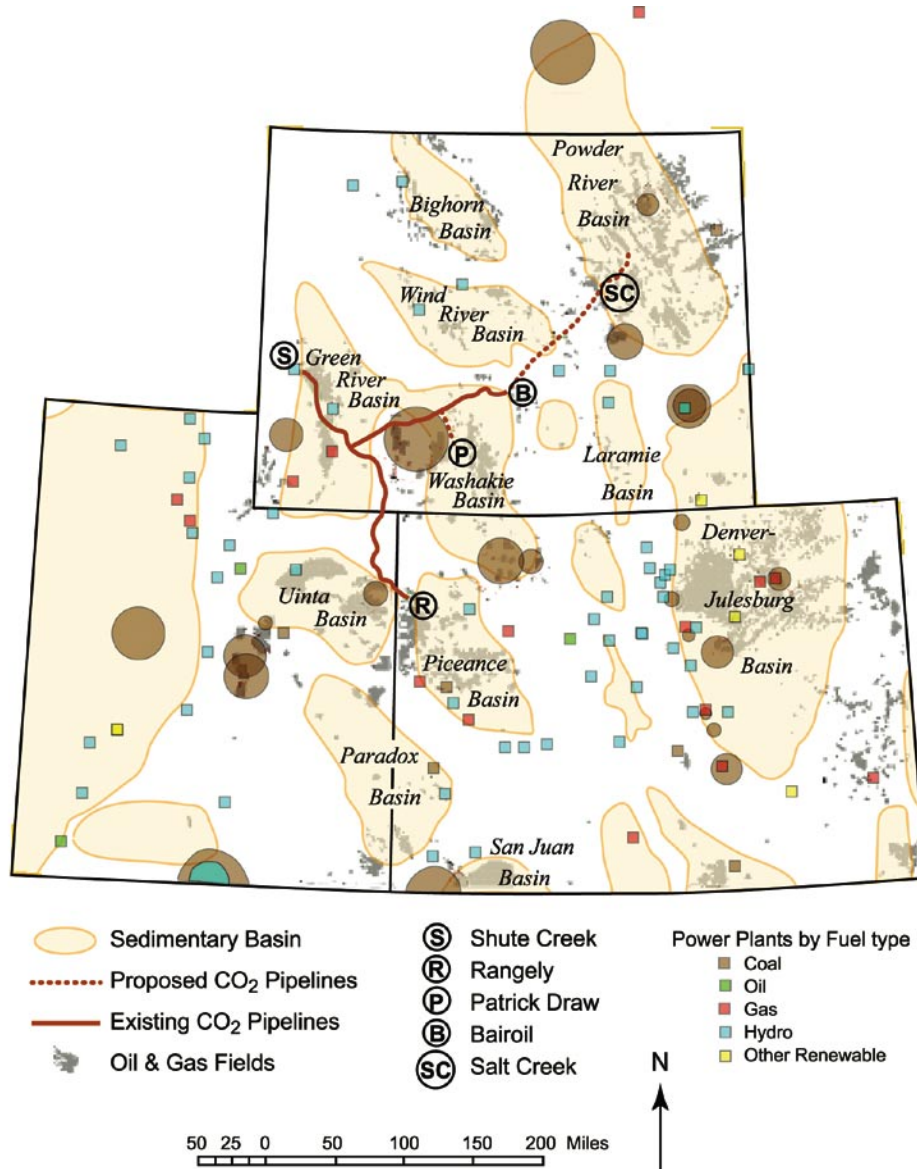 Powder
River
Basin
Bighorn
Basin
Wind
River
Basin
SC
S
Green
River
Basin
B
P
Washakie
Basin
Laramie
Basin
Denver-
Julesburg
Basin
Uinta
Basin
R
Piceance
Basin
Paradox
Basin
San Juan
Basin
Sedimentary Basin
Proposed CO2 Pipelines
Existing CO2 Pipelines
Oil & Gas Fields
S Shute Creek
R Rangely
P Patrick Draw
B Bairoil
SC Salt Creek
Power Plants by Fuel type
Coal
Oil
Gas
Hydro
Other Renewable
N
50 25 0 50 100 150 200 Miles